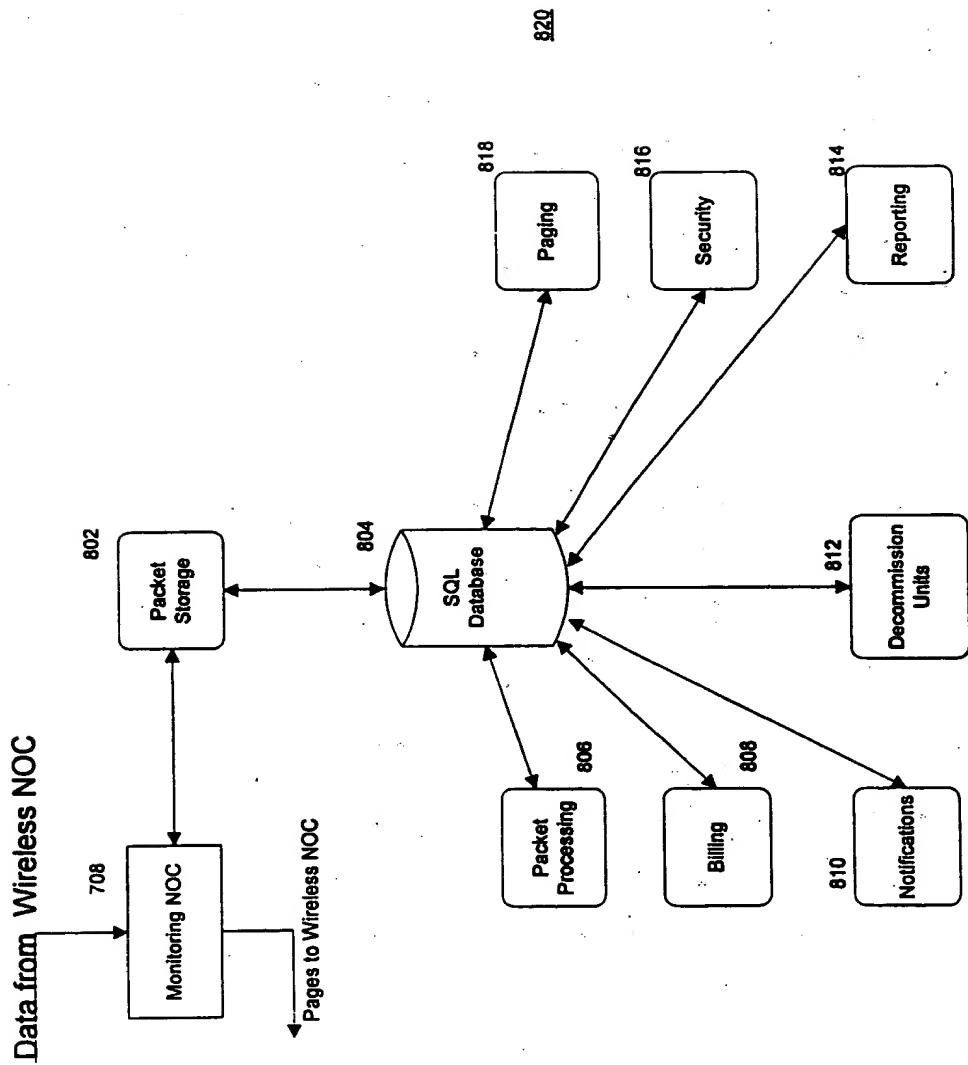 Data from Wireless NOC
708
Monitoring NOC
Pages to Wireless NOC
802
Packet
Storage
804
SQL
Database
806
Packet
Processing
808
Billing
810
Notifications
812
Decommission
Units
814
Reporting
816
Security
818
Paging
820